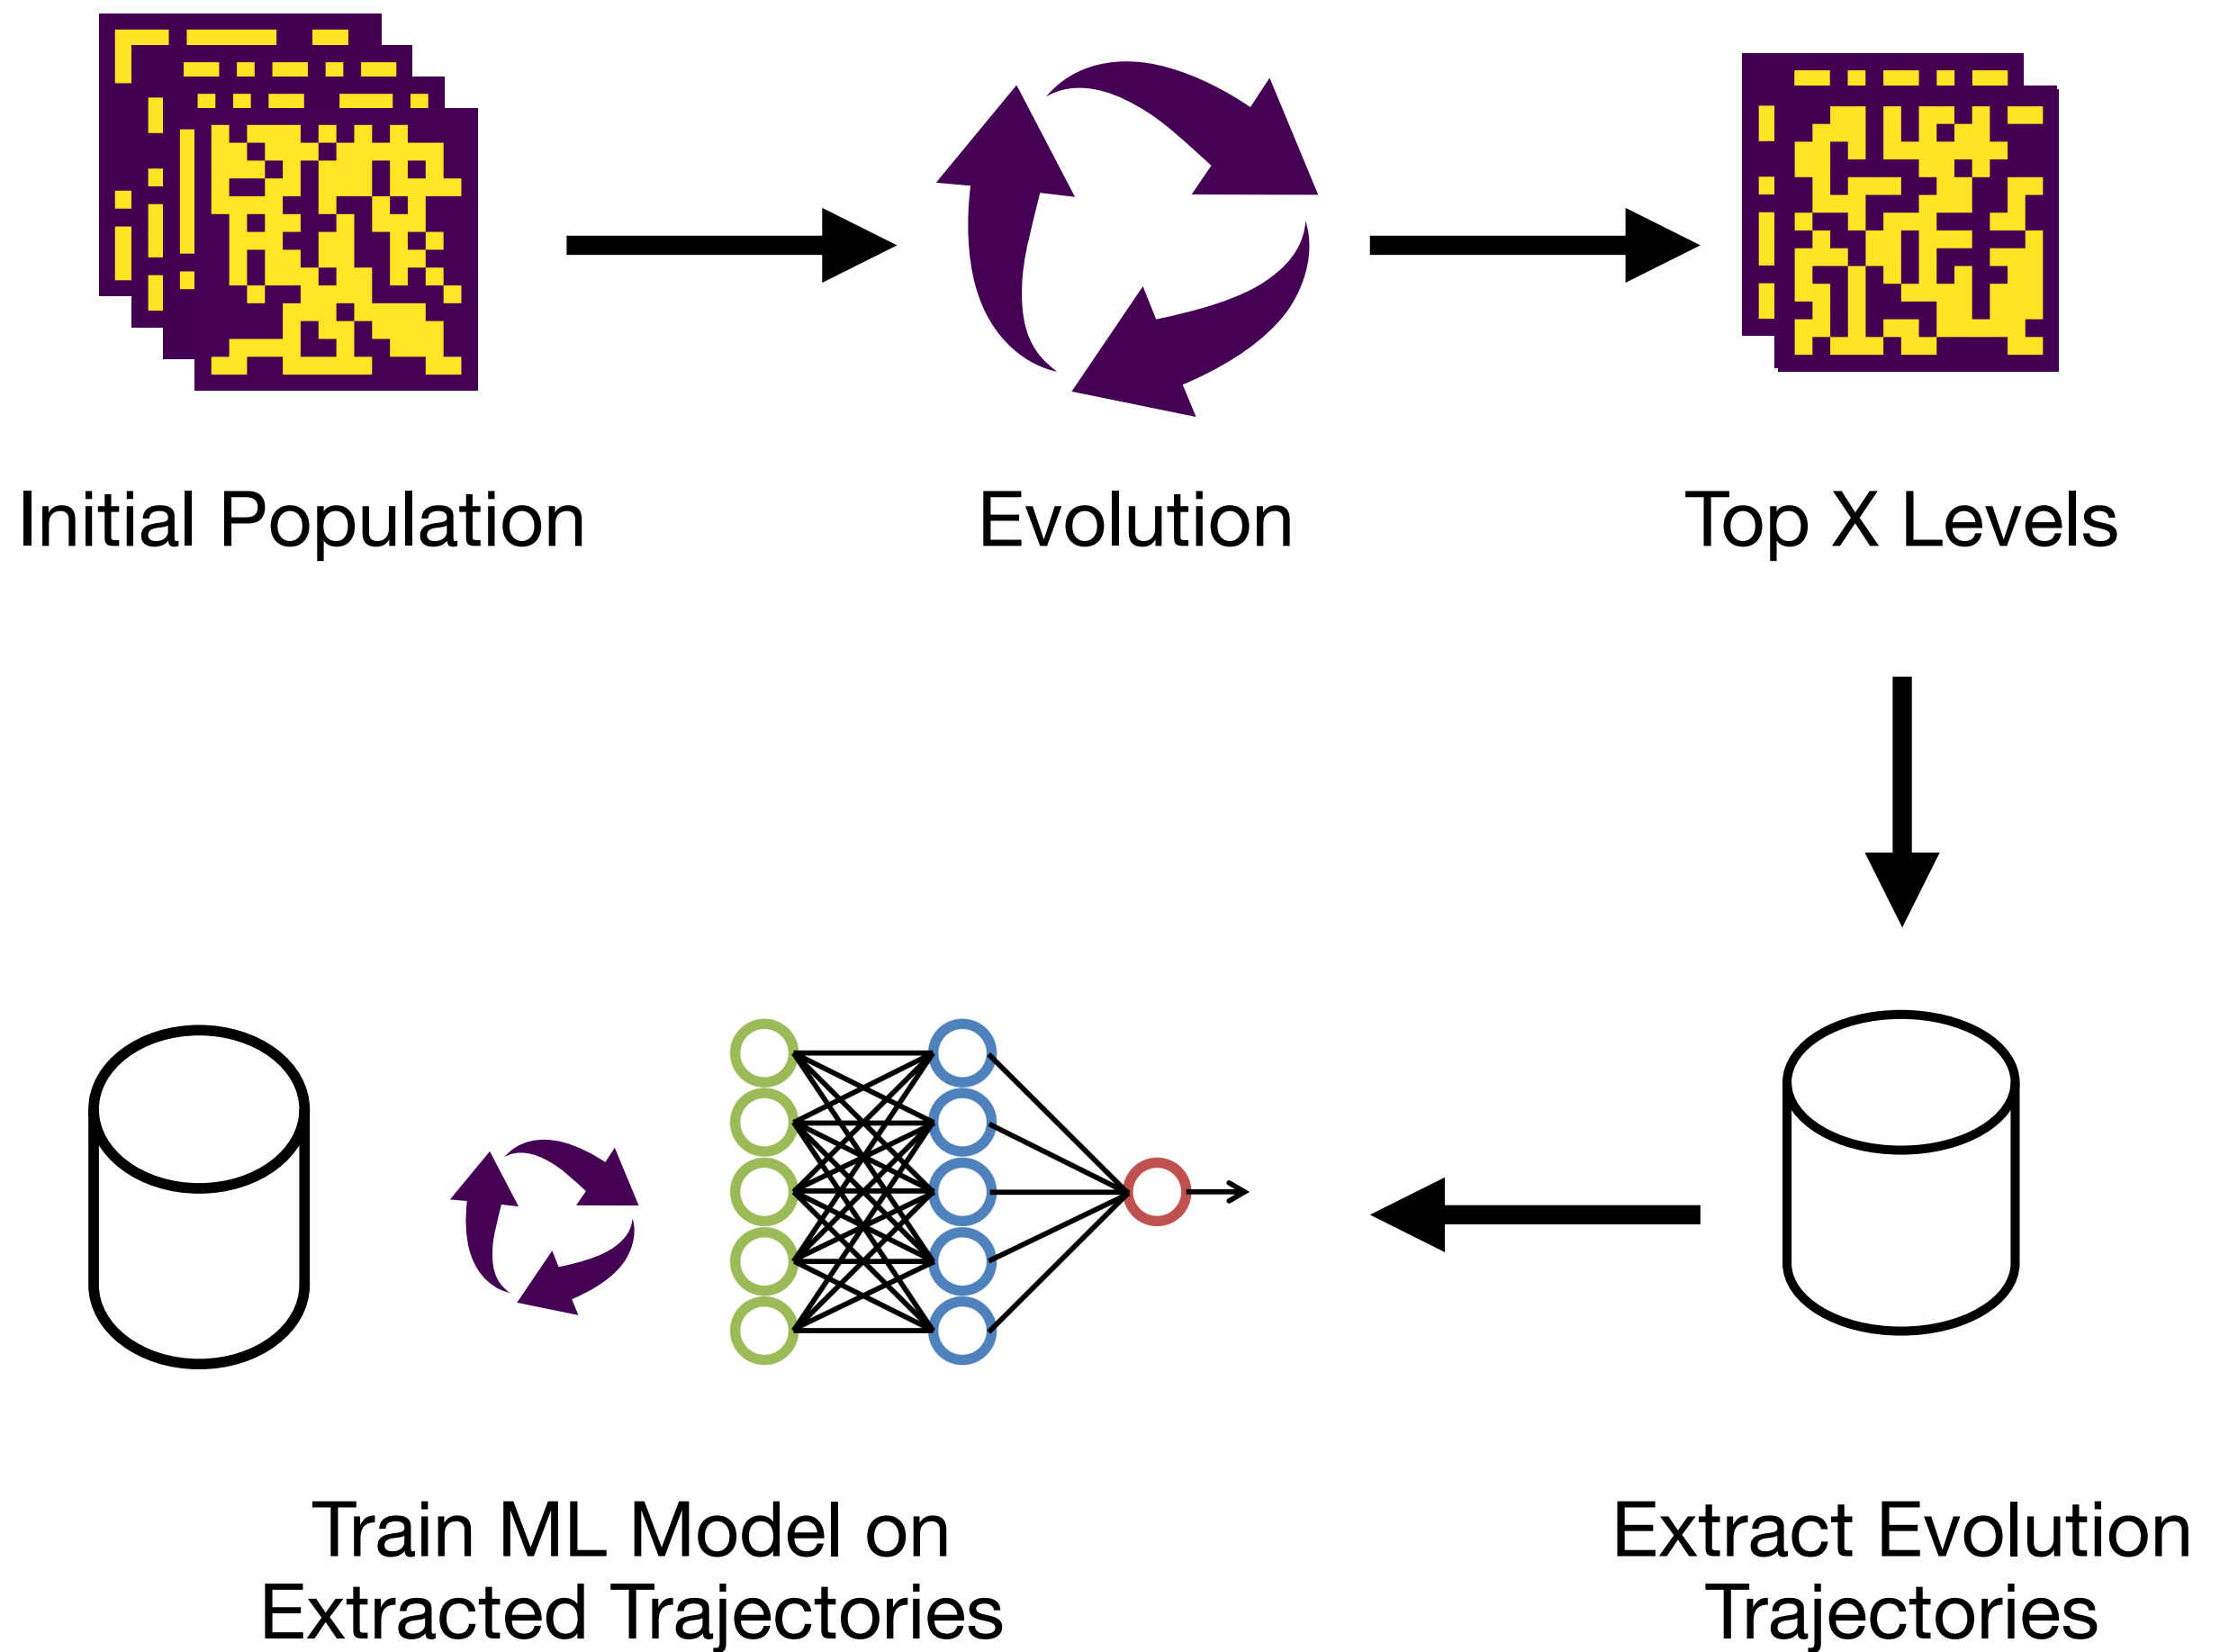 Initial Population
Evolution
Top X Levels
Train ML Model on
Extracted Trajectories
Extract Evolution
Trajectories